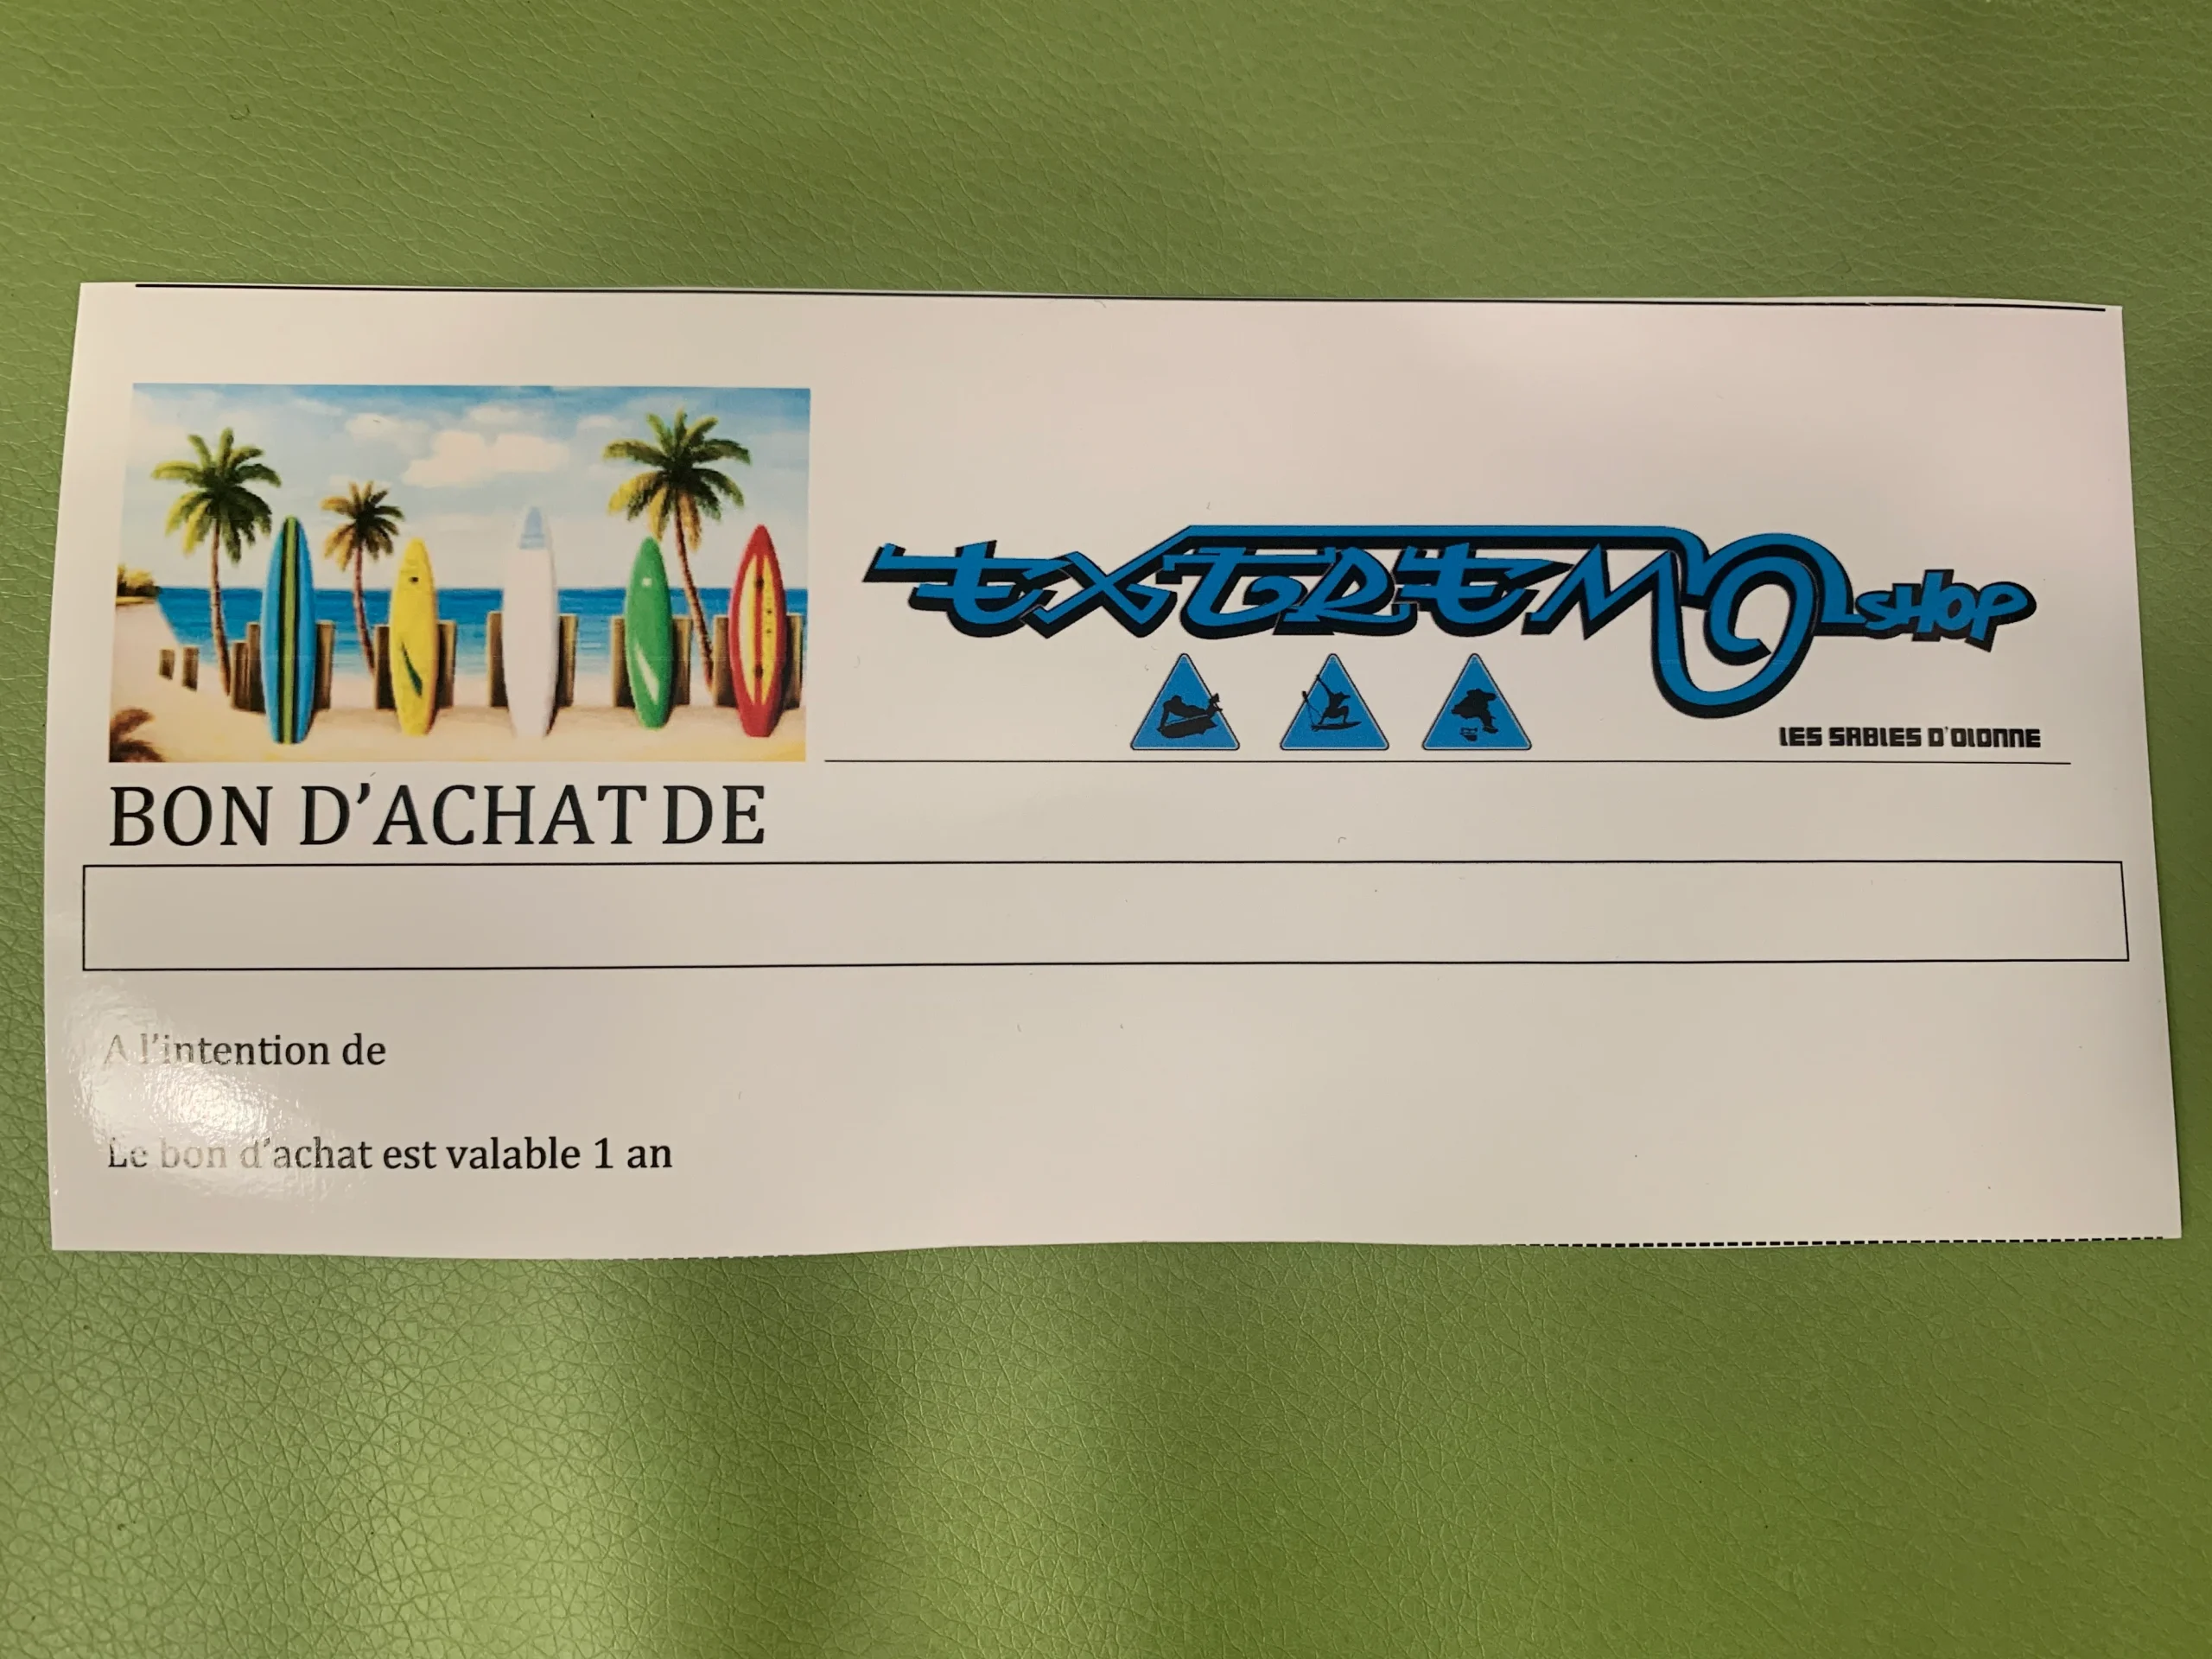 EXTREMO SHOP
LES SABLES D'OLONNE
BON D'ACHAT DE
A l'intention de
Le bon d'achat est valable 1 an